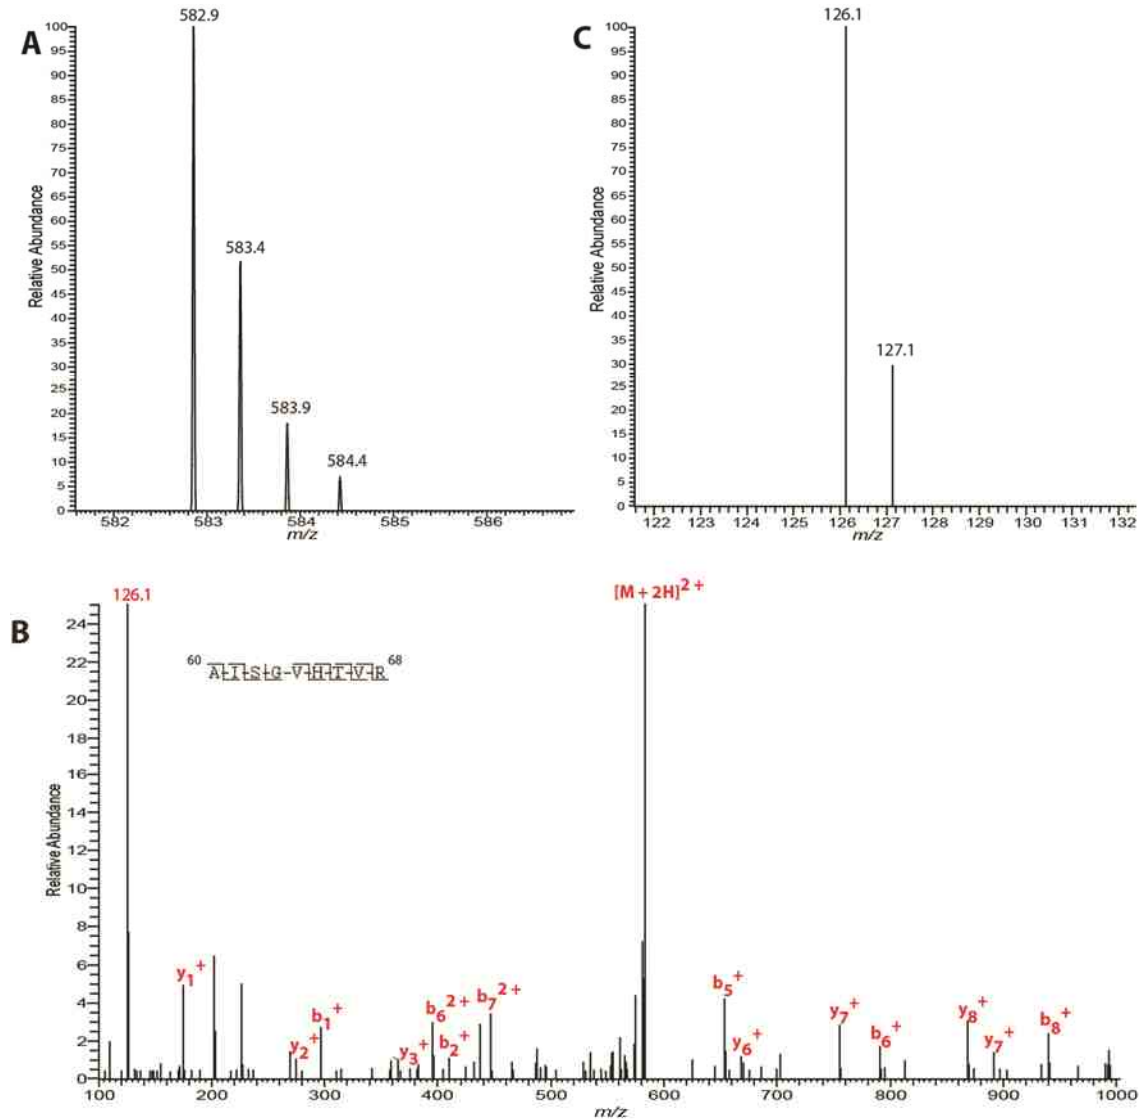 A
582.9
583.4
583.9
584.4
Relative Abundance
100
95
90
85
80
75
70
65
60
55
50
45
40
35
30
25
20
15
10
5
0
582 583 584 585 586
m/z
C
126.1
127.1
Relative Abundance
100
95
90
85
80
75
70
65
60
55
50
45
40
35
30
25
20
15
10
5
0
122 123 124 125 126 127 128 129 130 131 132
m/z
B
126.1
[M + 2H]2 +
60 A I S G V H T V R 68
Relative Abundance
24
22
20
18
16
14
12
10
8
6
4
2
0
y1 +
y2 +
b1 +
y3 +
b6 2 +
b2 +
b7 2 +
b5 +
y6 +
y7 +
b6 +
y8 +
y7 +
b8 +
100 200 300 400 500 600 700 800 900 1000
m/z